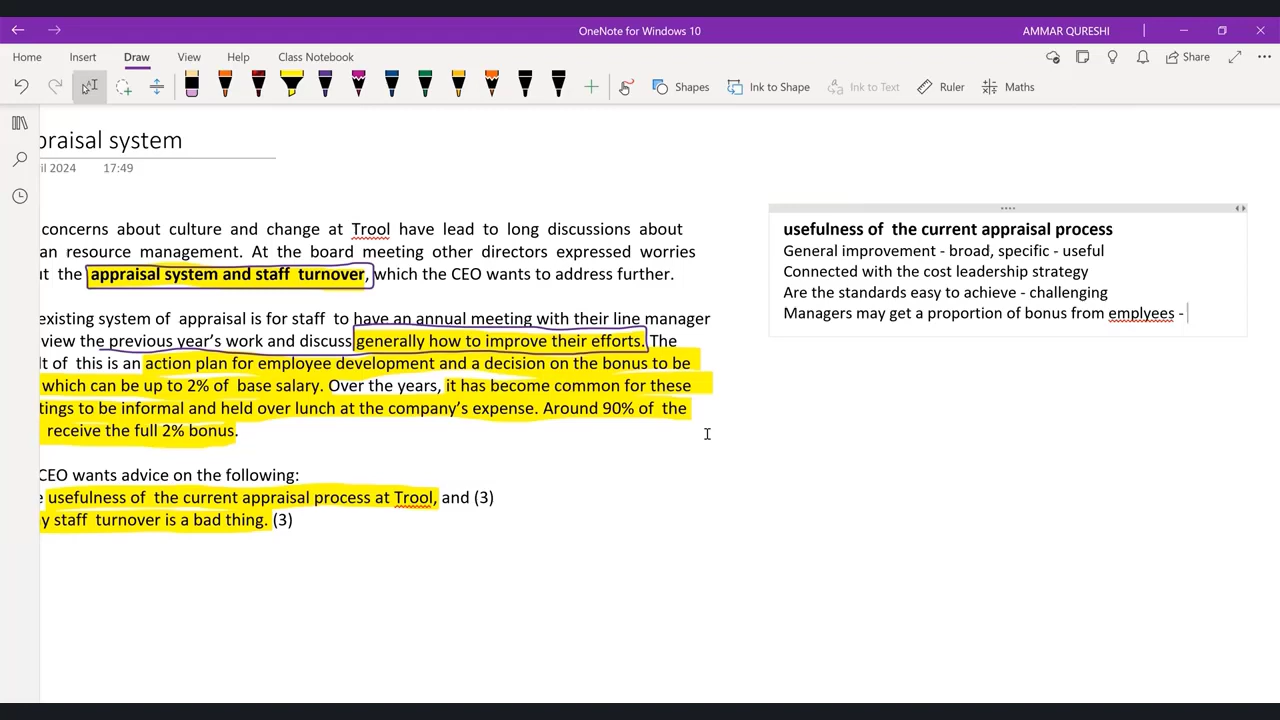 OneNote for Windows 10
AMMAR QURESHI
Home Insert Draw View Help Class Notebook
Share
Shapes Ink to Shape Ink to Text Ruler Maths
praisal system
il 2024 17:49
concerns about culture and change at Trool have lead to long discussions about
an resource management. At the board meeting other directors expressed worries
ut the appraisal system and staff turnover, which the CEO wants to address further.
existing system of appraisal is for staff to have an annual meeting with their line manager
view the previous year's work and discuss generally how to improve their efforts. The
lt of this is an action plan for employee development and a decision on the bonus to be
which can be up to 2% of base salary. Over the years, it has become common for these
tings to be informal and held over lunch at the company's expense. Around 90% of the
receive the full 2% bonus.
CEO wants advice on the following:
e usefulness of the current appraisal process at Trool, and (3)
y staff turnover is a bad thing. (3)
usefulness of the current appraisal process
General improvement - broad, specific - useful
Connected with the cost leadership strategy
Are the standards easy to achieve - challenging
Managers may get a proportion of bonus from emplyees -